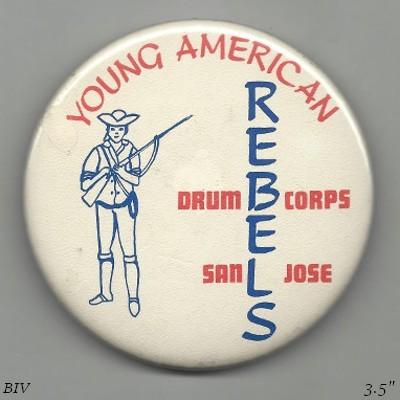 YOUNG AMERICAN
REBELS
DRUM CORPS
SAN JOSE
BIV
3.5"